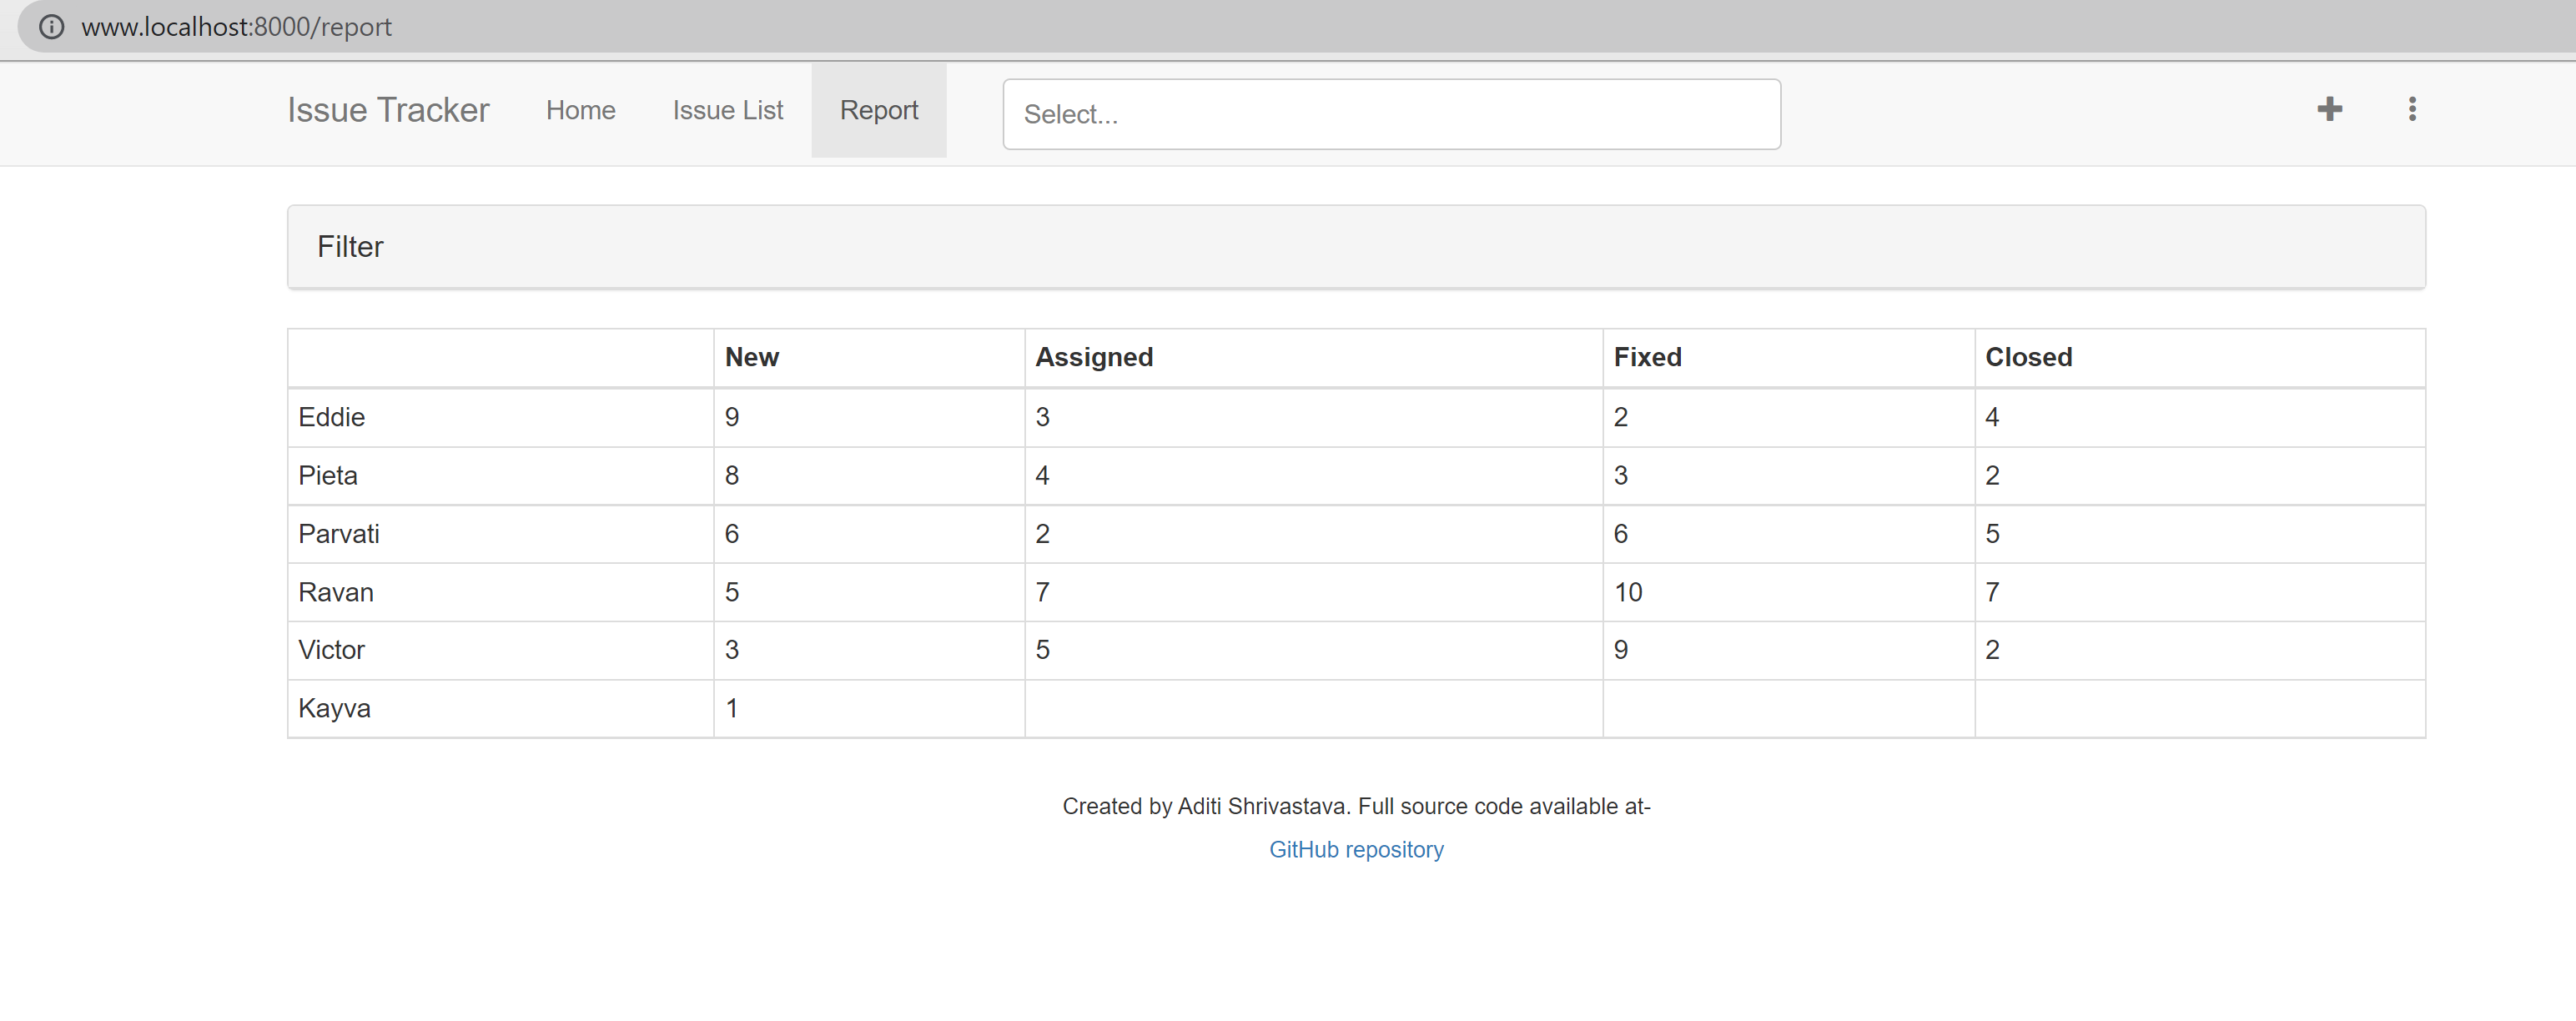 www.localhost:8000/report
Issue Tracker Home Issue List Report Select...
Filter
New Assigned Fixed Closed
Eddie 9 3 2 4
Pieta 8 4 3 2
Parvati 6 2 6 5
Ravan 5 7 10 7
Victor 3 5 9 2
Kayva 1
Created by Aditi Shrivastava. Full source code available at-
GitHub repository